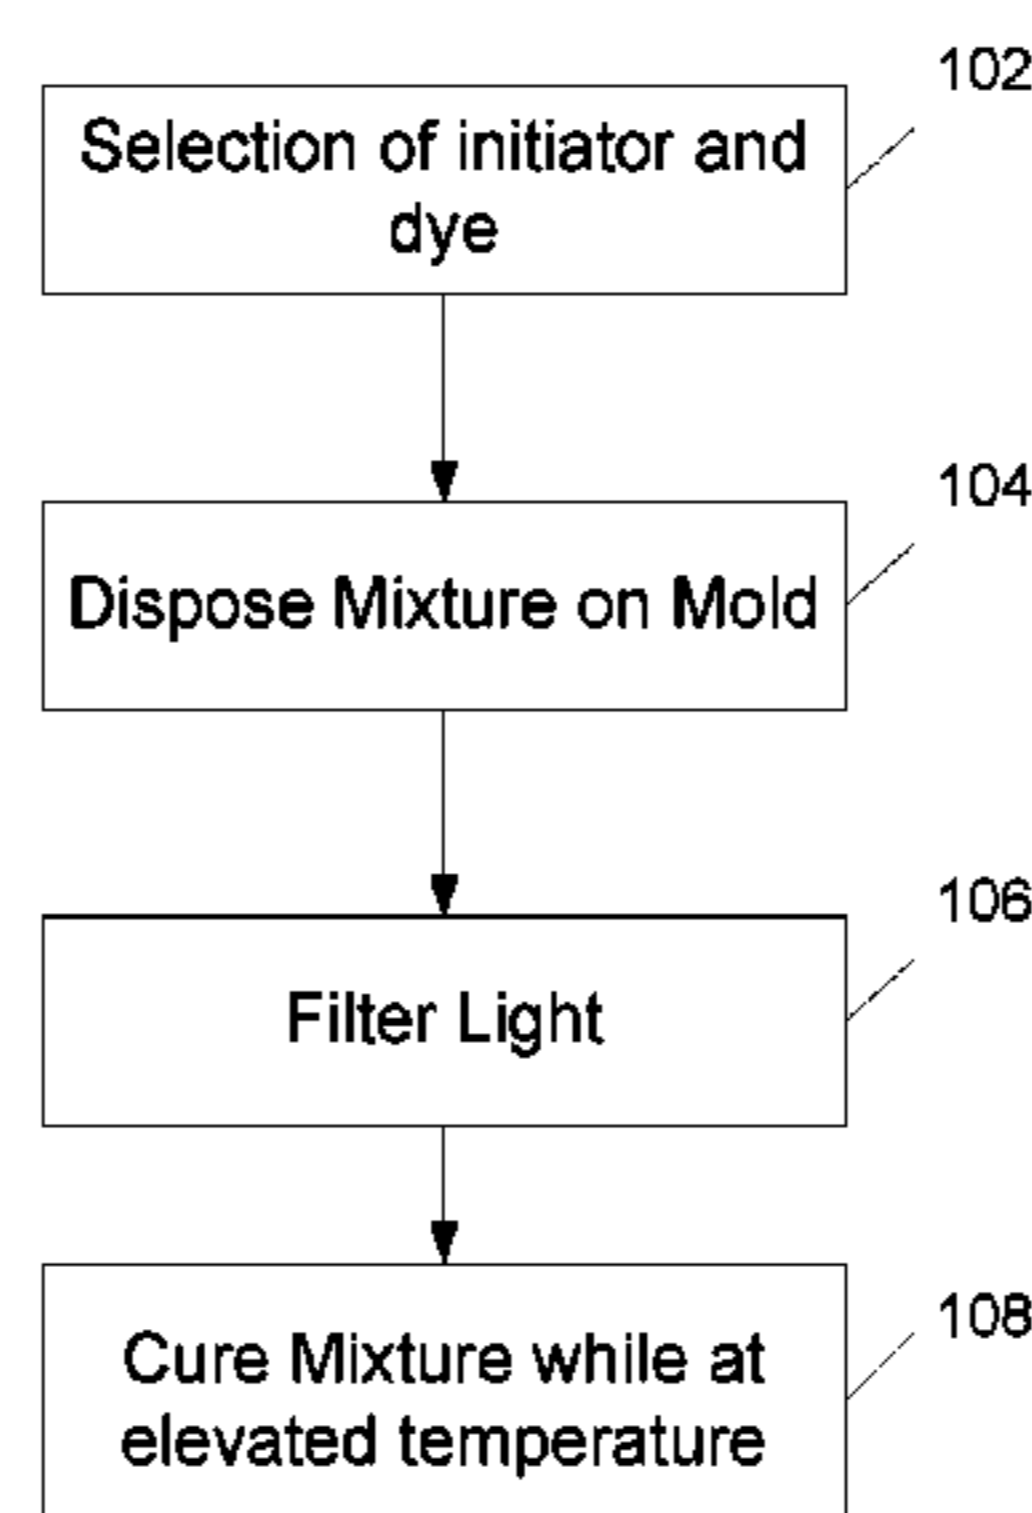 102
Selection of initiator and
dye
104
Dispose Mixture on Mold
106
Filter Light
108
Cure Mixture while at
elevated temperature